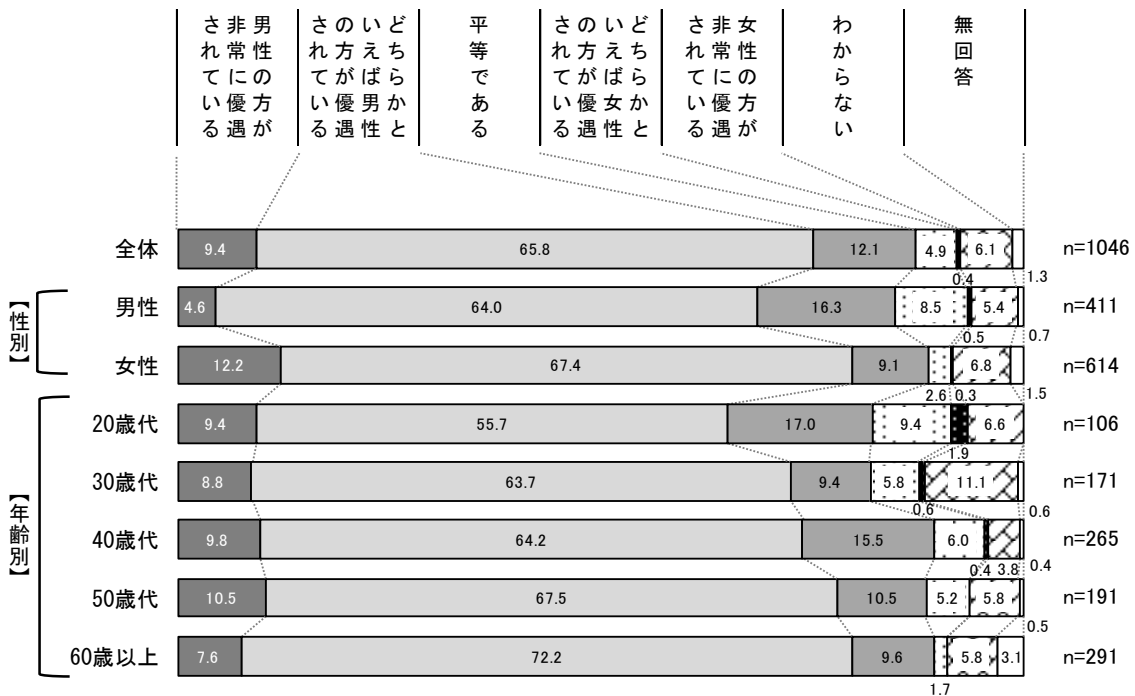 男性の方が
非常に優遇
されている
どちらかと
いえば男性
の方が優遇
されている
平等である
どちらかと
いえば女性
の方が優遇
されている
女性の方が
非常に優遇
されている
わからない
無回答
全体 9.4 65.8 12.1 4.9 0.4 6.1 1.3 n=1046
【性別】
男性 4.6 64.0 16.3 8.5 0.5 5.4 0.7 n=411
女性 12.2 67.4 9.1 2.6 0.3 6.8 1.5 n=614
【年齢別】
20歳代 9.4 55.7 17.0 9.4 1.9 6.6 n=106
30歳代 8.8 63.7 9.4 5.8 0.6 11.1 0.6 n=171
40歳代 9.8 64.2 15.5 6.0 0.4 3.8 0.4 n=265
50歳代 10.5 67.5 10.5 5.2 5.8 0.5 n=191
60歳以上 7.6 72.2 9.6 1.7 5.8 3.1 n=291